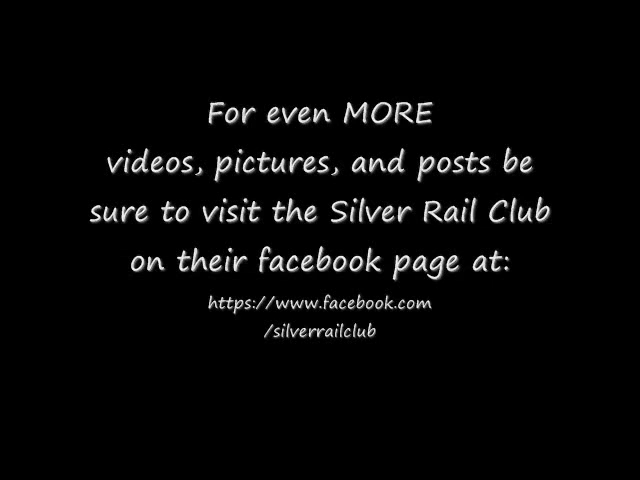 For even MORE
videos, pictures, and posts be
sure to visit the Silver Rail Club
on their facebook page at:
https://www.facebook.com
/silverrailclub